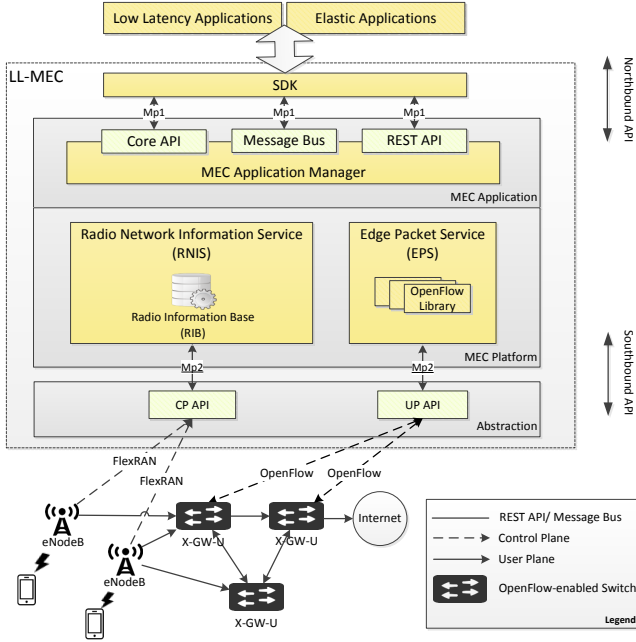 Low Latency Applications
Elastic Applications
LL-MEC
SDK
Mp1
Mp1
Mp1
Core API
Message Bus
REST API
MEC Application Manager
MEC Application
Northbound API
Radio Network Information Service
(RNIS)
Radio Information Base
(RIB)
Edge Packet Service
(EPS)
OpenFlow
Library
MEC Platform
Mp2
Mp2
Southbound API
CP API
UP API
Abstraction
FlexRAN
FlexRAN
OpenFlow
OpenFlow
eNodeB
eNodeB
X-GW-U
X-GW-U
X-GW-U
Internet
REST API/ Message Bus
Control Plane
User Plane
OpenFlow-enabled Switch
Legend